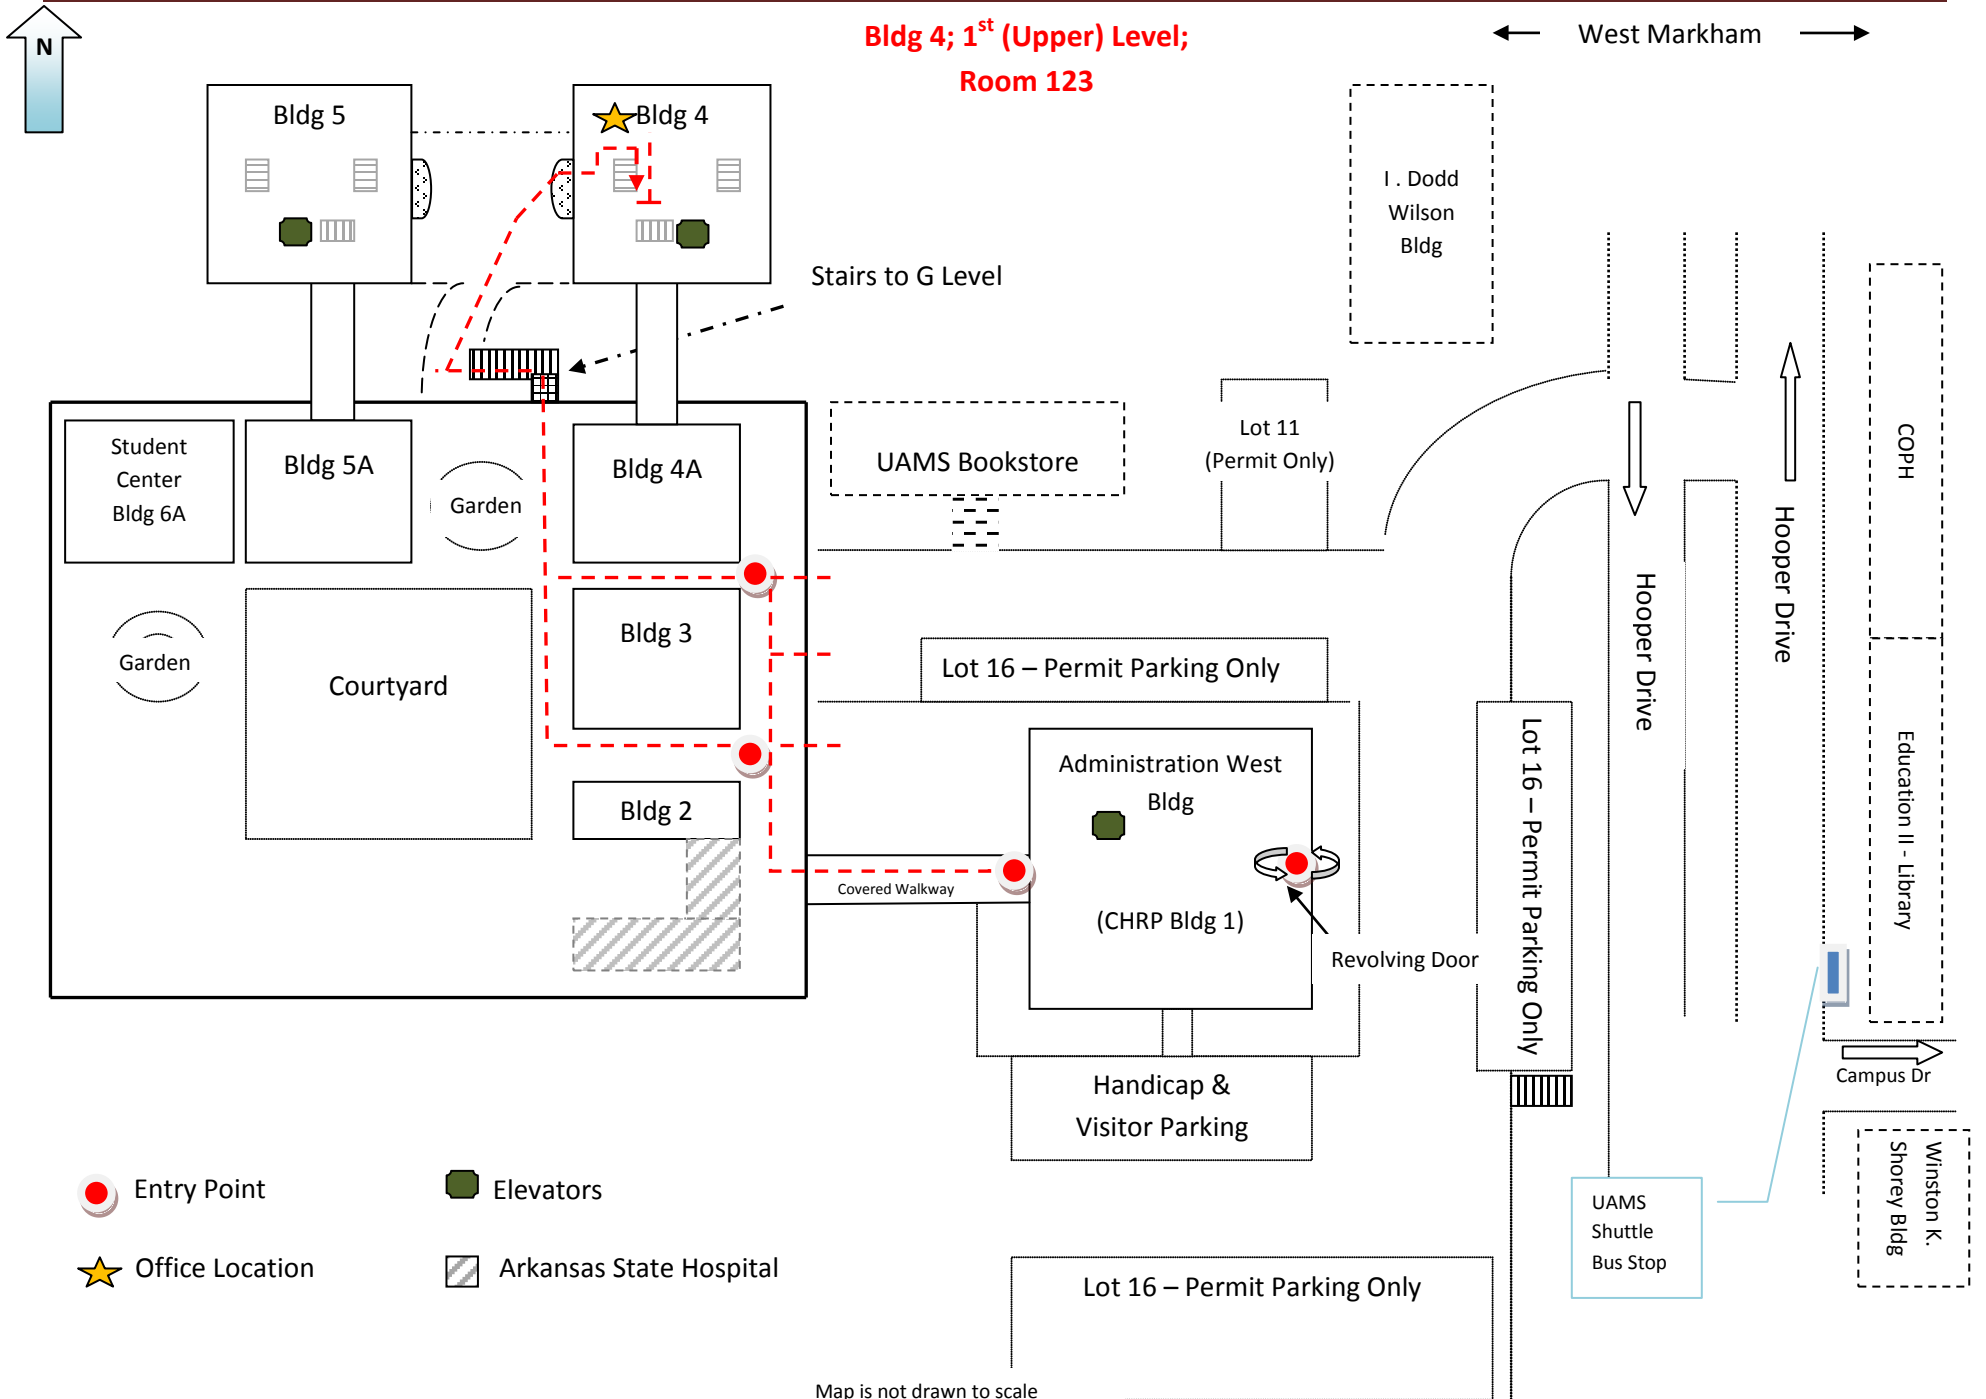 N
Bldg 4; 1st (Upper) Level;
Room 123
West Markham
Bldg 5
Bldg 4
I . Dodd
Wilson
Bldg
Stairs to G Level
Student
Center
Bldg 6A
Bldg 5A
Garden
Bldg 4A
UAMS Bookstore
Lot 11
(Permit Only)
COPH
Hooper Drive
Hooper Drive
Garden
Courtyard
Bldg 3
Lot 16 – Permit Parking Only
Lot 16 – Permit Parking Only
Education II - Library
Administration West
Bldg
Bldg 2
Covered Walkway
(CHRP Bldg 1)
Revolving Door
Campus Dr
Handicap &
Visitor Parking
Winston K.
Shorey Bldg
Entry Point
Elevators
UAMS
Shuttle
Bus Stop
Office Location
Arkansas State Hospital
Lot 16 – Permit Parking Only
Map is not drawn to scale